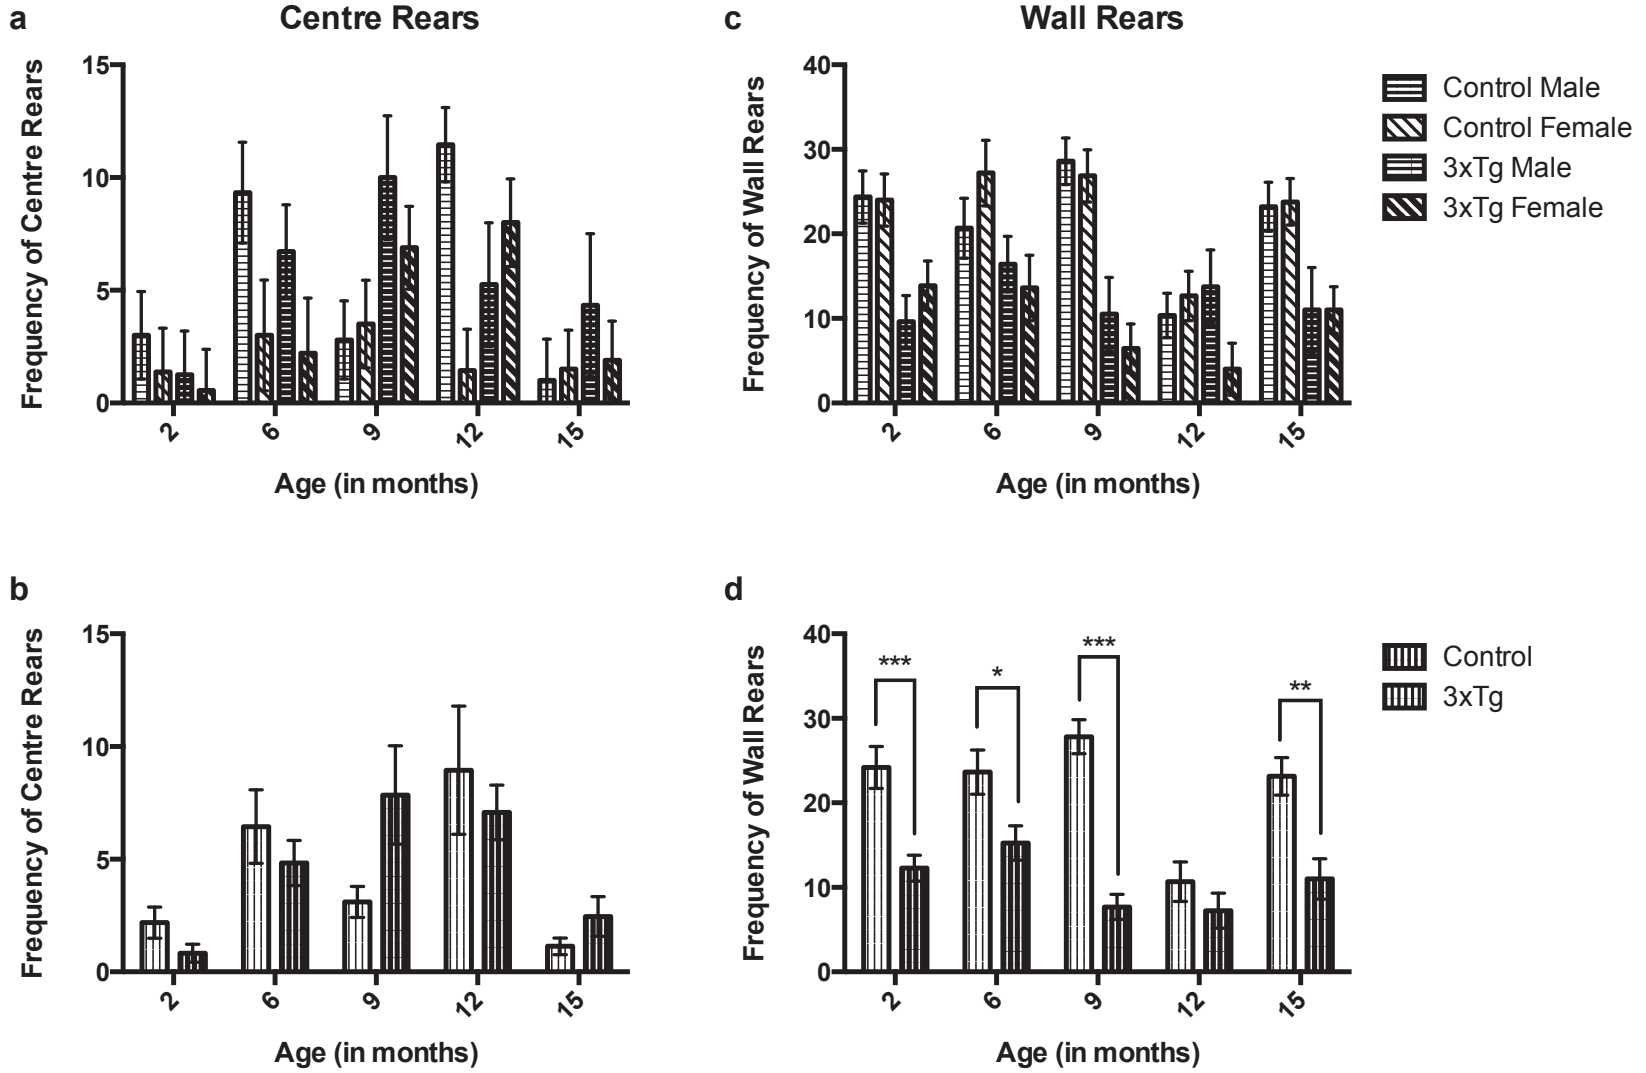 a
Centre Rears
Frequency of Centre Rears
15
10
5
0
2
6
9
12
15
Age (in months)
c
Wall Rears
Frequency of Wall Rears
40
30
20
10
0
2
6
9
12
15
Age (in months)
Control Male
Control Female
3xTg Male
3xTg Female
b
Frequency of Centre Rears
15
10
5
0
2
6
9
12
15
Age (in months)
d
Frequency of Wall Rears
40
30
20
10
0
***
*
***
**
2
6
9
12
15
Age (in months)
Control
3xTg